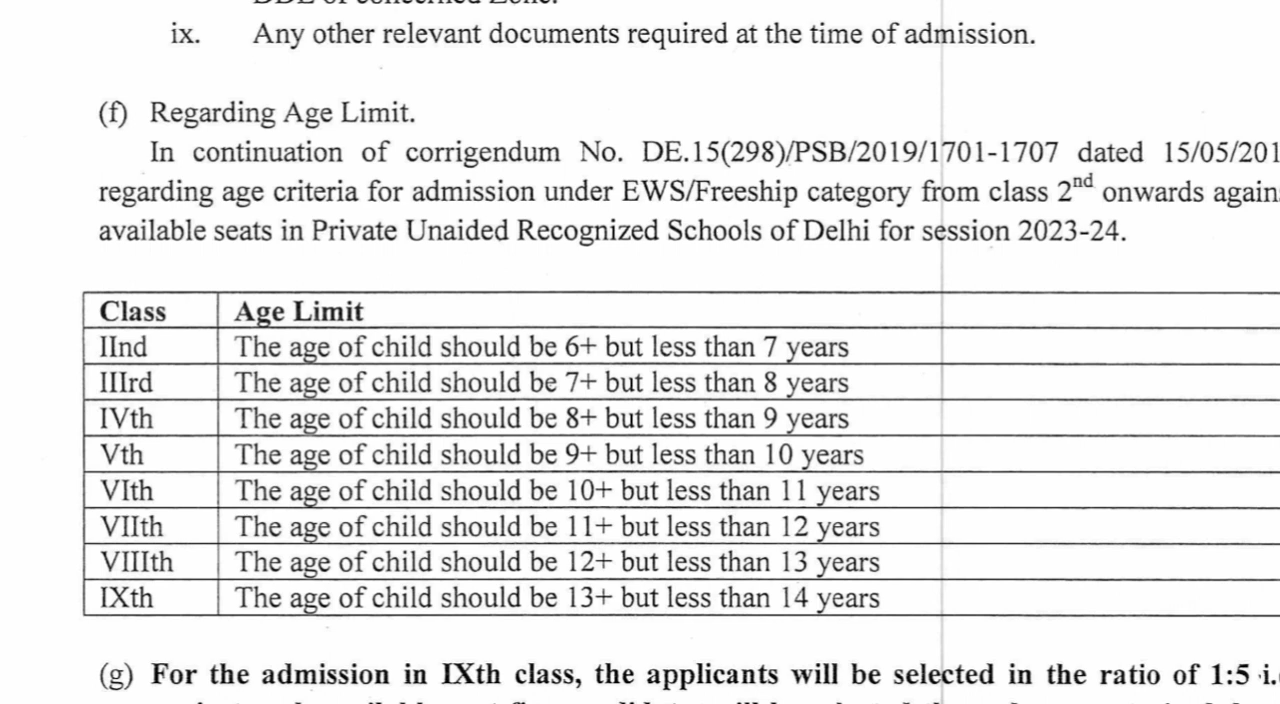 ix. Any other relevant documents required at the time of admission.
(f) Regarding Age Limit.
In continuation of corrigendum No. DE.15(298)/PSB/2019/1701-1707 dated 15/05/201
regarding age criteria for admission under EWS/Freeship category from class 2nd onwards again
available seats in Private Unaided Recognized Schools of Delhi for session 2023-24.
Class Age Limit
IInd The age of child should be 6+ but less than 7 years
IIIrd The age of child should be 7+ but less than 8 years
IVth The age of child should be 8+ but less than 9 years
Vth The age of child should be 9+ but less than 10 years
VIth The age of child should be 10+ but less than 11 years
VIIth The age of child should be 11+ but less than 12 years
VIIIth The age of child should be 12+ but less than 13 years
IXth The age of child should be 13+ but less than 14 years
(g) For the admission in IXth class, the applicants will be selected in the ratio of 1:5 i.